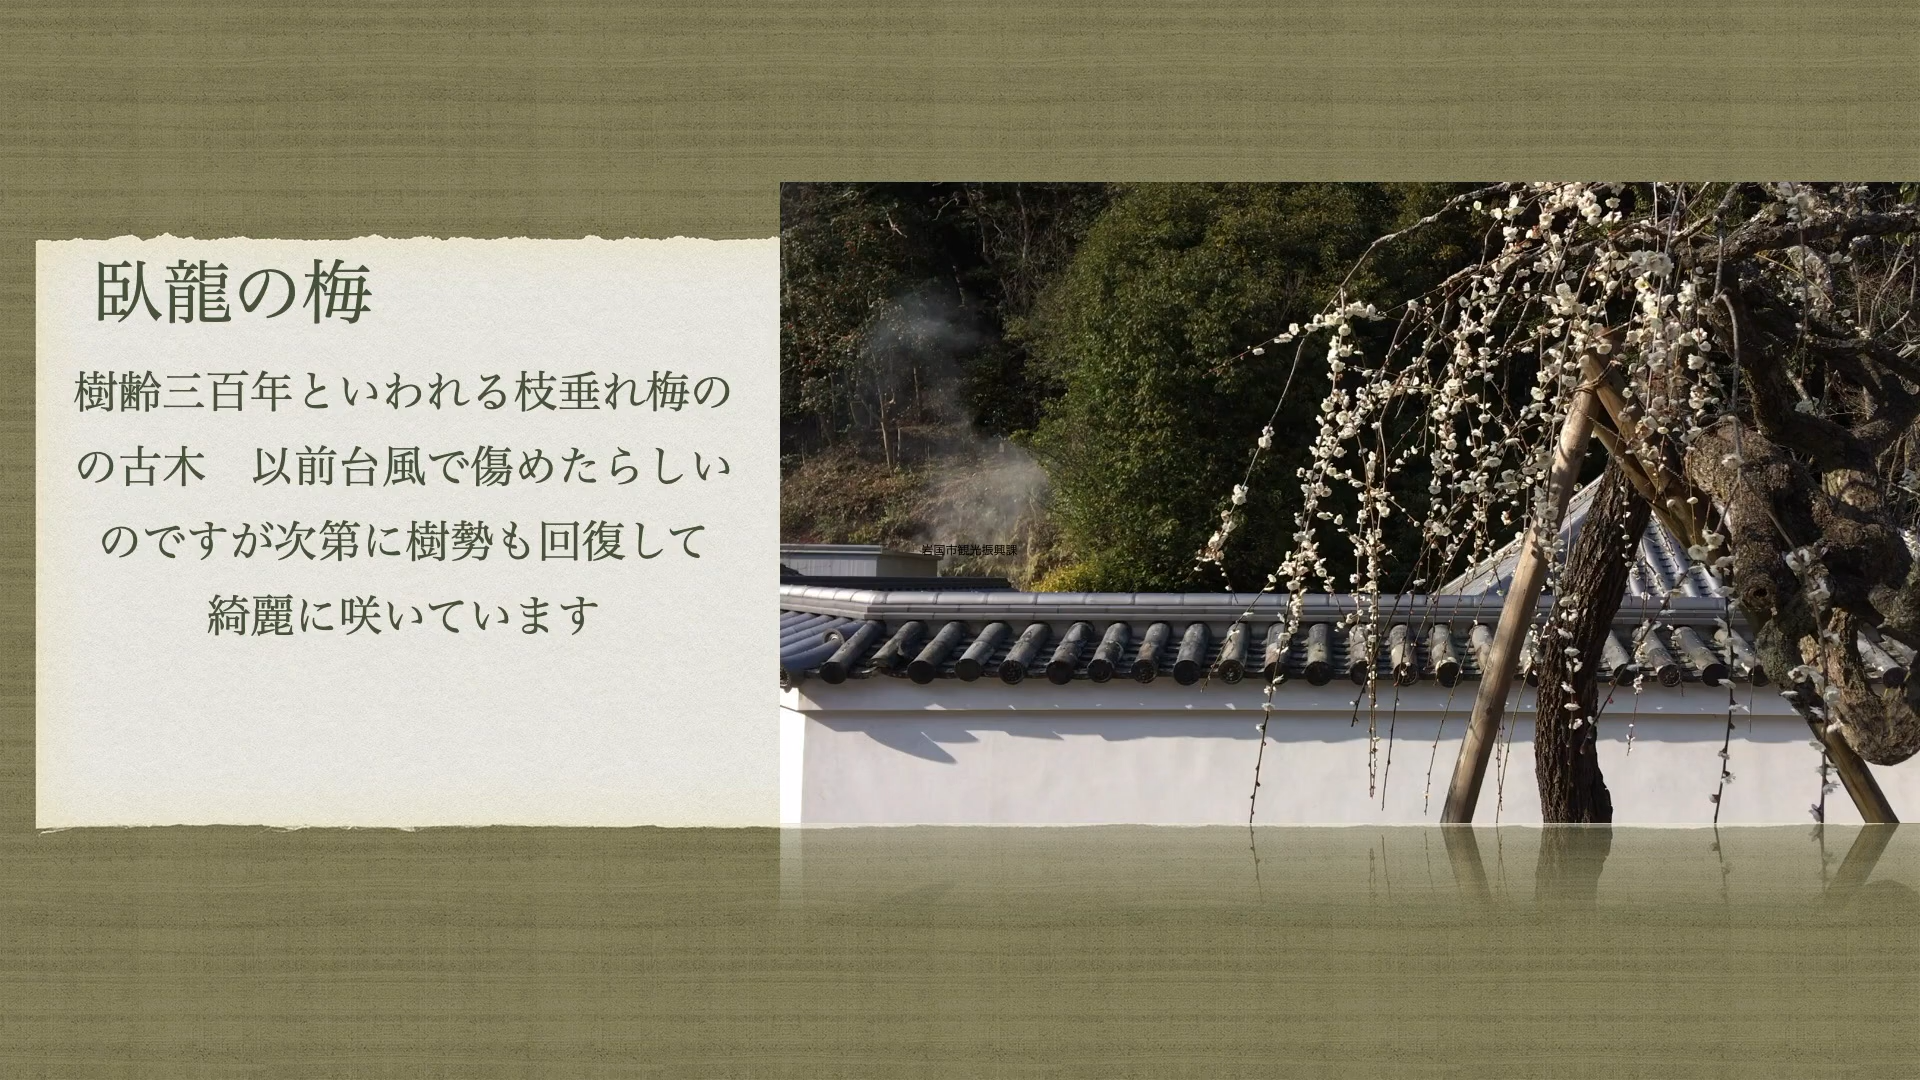 臥龍の梅
樹齢三百年といわれる枝垂れ梅の
の古木　以前台風で傷めたらしい
のですが次第に樹勢も回復して
綺麗に咲いています
岩国市観光振興課